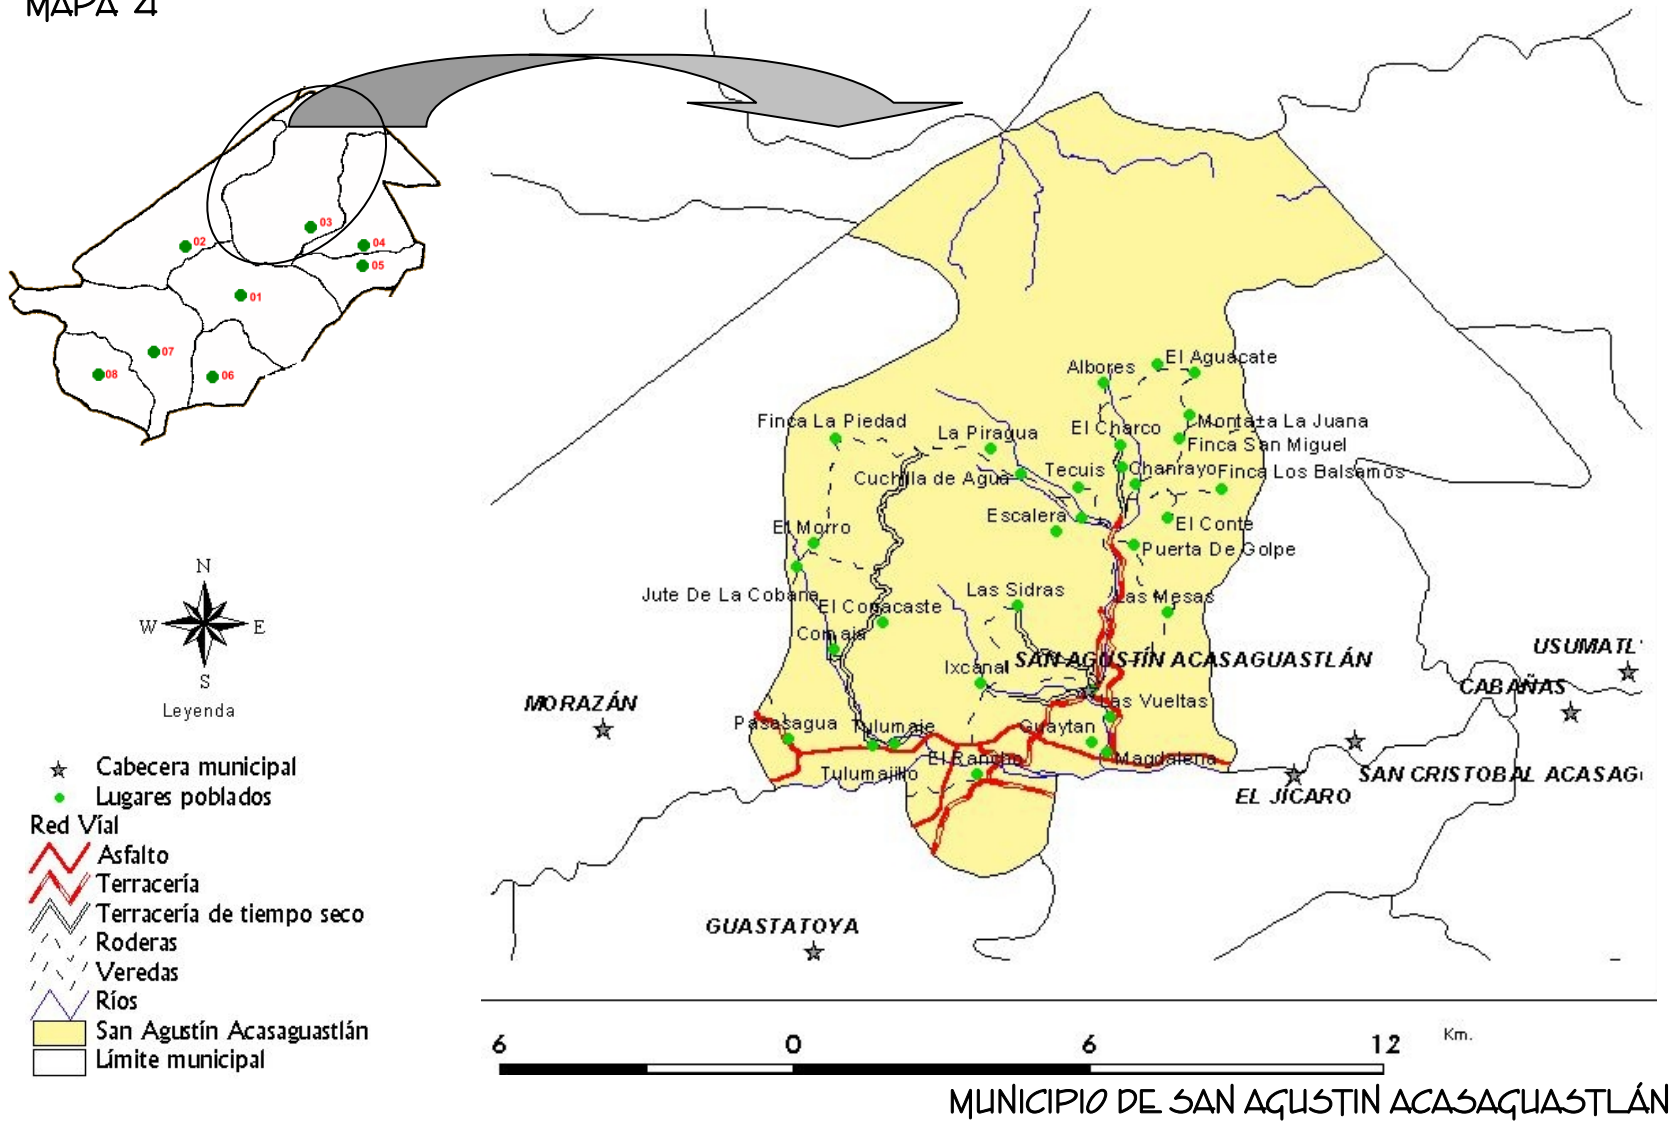 MAPA 4
03
02
04
05
01
07
08
06
N
W
E
S
Leyenda
Cabecera municipal
Lugares poblados
Red Víal
Asfalto
Terracería
Terracería de tiempo seco
Roderas
Veredas
Ríos
San Agustín Acasaguastlán
Límite municipal
El Aguacate
Albores
Finca La Piedad
La Piragua
El Charco
Monta±a La Juana
Finca San Miguel
Cuchilla de Agua
Tecuis
Chanrayo
Finca Los Balsamos
Escalera
El Conte
El Morro
Puerta De Golpe
Jute De La Cobana
El Conacaste
Las Sidras
Las Mesas
Comaja
Ixcanal
SAN AGUSTÍN ACASAGUASTLÁN
USUMATL
CABAÑAS
MORAZÁN
Las Vueltas
Pasasagua
Tulumaje
Guaytan
El Rancho
Magdalena
Tulumajillo
SAN CRISTOBAL ACASAG
EL JÍCARO
GUASTATOYA
6 0 6 12 Km.
MUNICIPIO DE SAN AGUSTIN ACASAGUASTLÁN